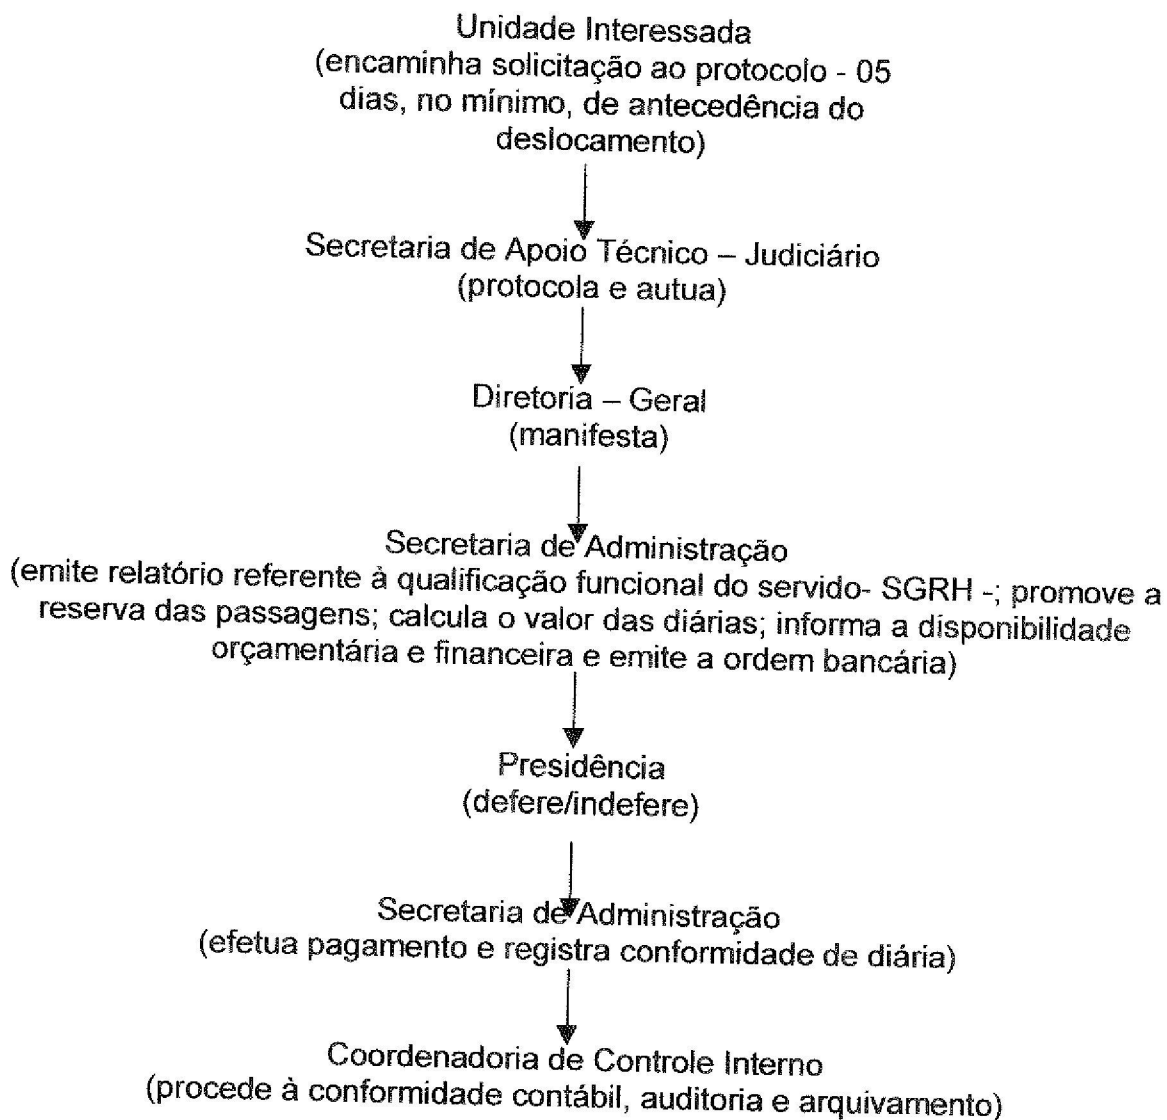 Unidade Interessada
(encaminha solicitação ao protocolo - 05
dias, no mínimo, de antecedência do
deslocamento)
Secretaria de Apoio Técnico – Judiciário
(protocola e autua)
Diretoria – Geral
(manifesta)
Secretaria de Administração
(emite relatório referente à qualificação funcional do servido- SGRH -; promove a
reserva das passagens; calcula o valor das diárias; informa a disponibilidade
orçamentária e financeira e emite a ordem bancária)
Presidência
(defere/indefere)
Secretaria de Administração
(efetua pagamento e registra conformidade de diária)
Coordenadoria de Controle Interno
(procede à conformidade contábil, auditoria e arquivamento)